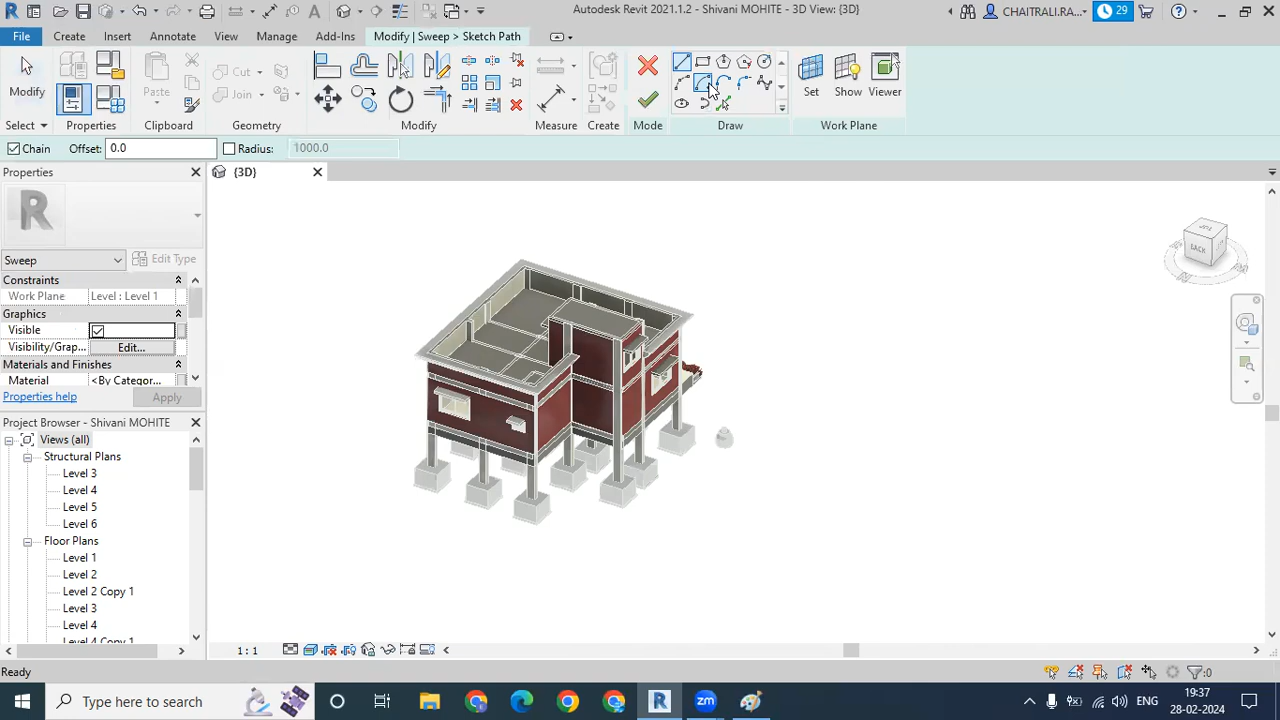 Autodesk Revit 2021.1.2 - Shivani MOHITE - 3D View: {3D}
CHAITRALI.RA...
29
File
Create
Insert
Annotate
View
Manage
Add-Ins
Modify | Sweep > Sketch Path
Modify
Paste
Cut
Join
Set
Show
Viewer
Select
Properties
Clipboard
Geometry
Modify
Measure
Create
Mode
Draw
Work Plane
Chain
Offset:
0.0
Radius:
1000.0
Properties
{3D}
Sweep
Edit Type
Constraints
Work Plane
Level : Level 1
Graphics
Visible
Visibility/Grap...
Edit...
Materials and Finishes
Material
<By Categor...
Properties help
Apply
Project Browser - Shivani MOHITE
Views (all)
Structural Plans
Level 3
Level 4
Level 5
Level 6
Floor Plans
Level 1
Level 2
Level 2 Copy 1
Level 3
Level 4
Level 4 Copy 1
BACK
1 : 1
Ready
:0
Type here to search
zm
ENG
19:37
28-02-2024